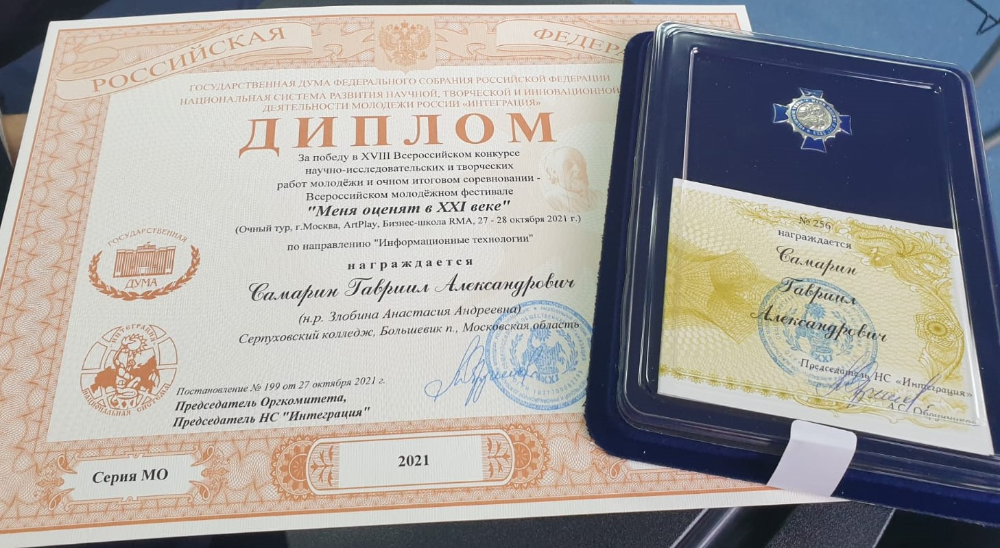 РОССИЙСКАЯ ФЕДЕРА
ГОСУДАРСТВЕННАЯ ДУМА ФЕДЕРАЛЬНОГО СОБРАНИЯ РОССИЙСКОЙ ФЕДЕРАЦИИ
НАЦИОНАЛЬНАЯ СИСТЕМА РАЗВИТИЯ НАУЧНОЙ, ТВОРЧЕСКОЙ И ИННОВАЦИОННОЙ
ДЕЯТЕЛЬНОСТИ МОЛОДЕЖИ РОССИИ «ИНТЕГРАЦИЯ»
ДИПЛОМ
За победу в XVIII Всероссийском конкурсе
научно-исследовательских и творческих
работ молодёжи и очном итоговом соревновании -
Всероссийском молодёжном фестивале
"Меня оценят в XXI веке"
(Очный тур, г.Москва, ArtPlay, Бизнес-школа RMA, 27 - 28 октября 2021 г.)
по направлению "Информационные технологии"
награждается
Самарин Гавриил Александрович
(н.р. Злобина Анастасия Андреевна)
Серпуховский колледж, Большевик п., Московская область
ГОСУДАРСТВЕННАЯ
ДУМА
ИНТЕГРАЦИЯ
НАЦИОНАЛЬНАЯ СИСТЕМА
Постановление № 199 от 27 октября 2021 г.
Председатель Оргкомитета,
Председатель НС "Интеграция"
XXI
Серия МО
2021
№ 256
награждается
Самарин
Гавриил
Александрович
XXI
Председатель НС «Интеграция»
А.С.